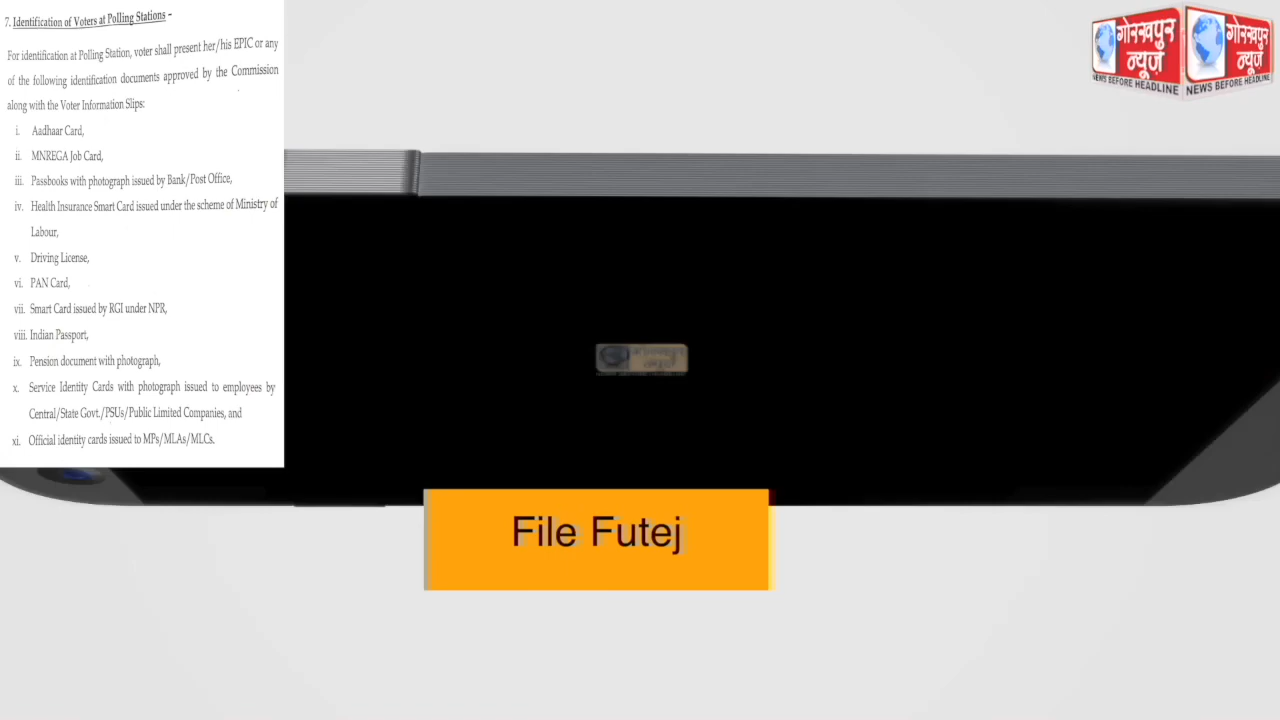 7. Identification of Voters at Polling Stations –
For identification at Polling Station, voter shall present her/his EPIC or any
of the following identification documents approved by the Commission
along with the Voter Information Slips:
i. Aadhaar Card,
ii. MNREGA Job Card,
iii. Passbooks with photograph issued by Bank/Post Office,
iv. Health Insurance Smart Card issued under the scheme of Ministry of
Labour,
v. Driving License,
vi. PAN Card,
vii. Smart Card issued by RGI under NPR,
viii. Indian Passport,
ix. Pension document with photograph,
x. Service Identity Cards with photograph issued to employees by
Central/State Govt./PSUs/Public Limited Companies, and
xi. Official identity cards issued to MPs/MLAs/MLCs.
गोरखपुर
न्यूज़
NEWS BEFORE HEADLINE
गोरखपुर
न्यूज़
NEWS BEFORE HEADLINE
File Futej